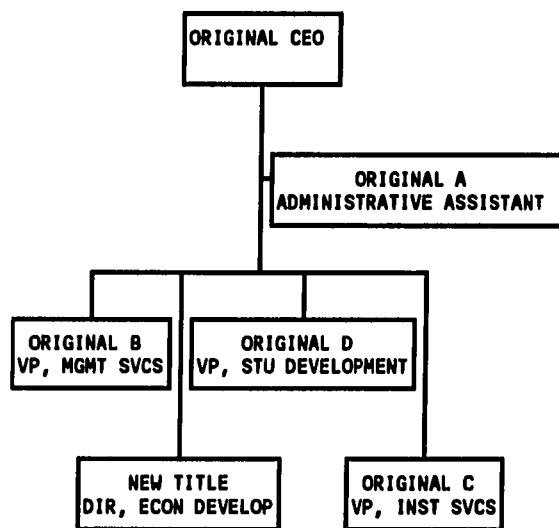 ORIGINAL CEO
ORIGINAL A
ADMINISTRATIVE ASSISTANT
ORIGINAL B
VP, MGMT SVCS
ORIGINAL D
VP, STU DEVELOPMENT
NEW TITLE
DIR, ECON DEVELOP
ORIGINAL C
VP, INST SVCS